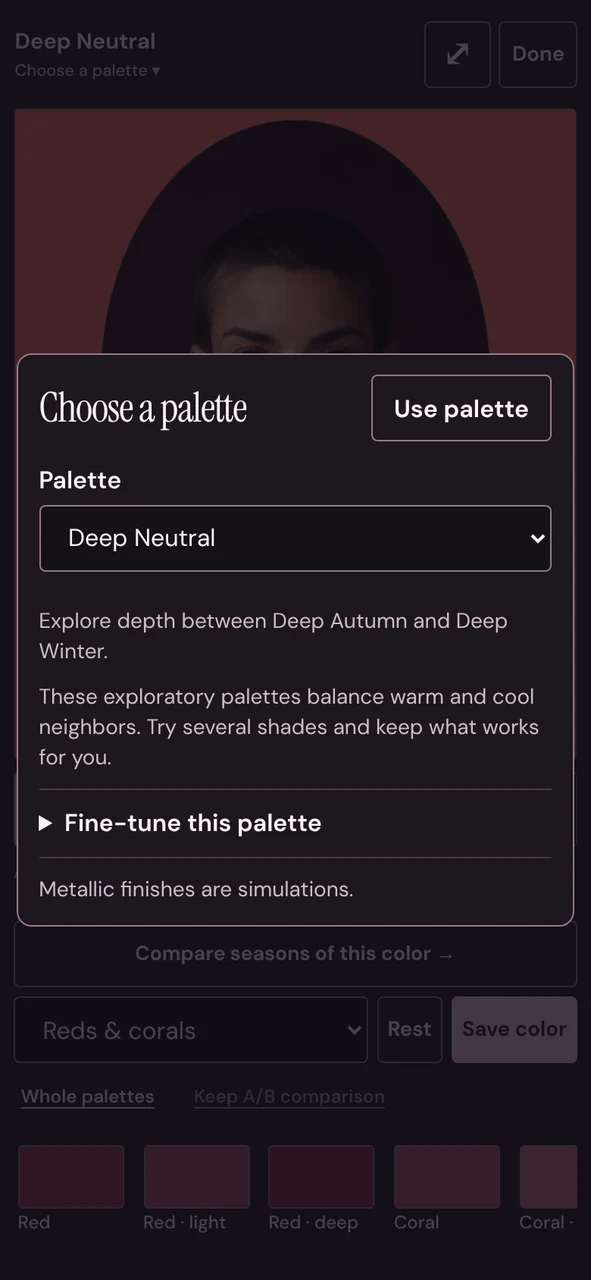 Deep Neutral
Choose a palette ▾
Done
Choose a palette
Use palette
Palette
Deep Neutral
Explore depth between Deep Autumn and Deep
Winter.
These exploratory palettes balance warm and cool
neighbors. Try several shades and keep what works
for you.
Fine-tune this palette
Metallic finishes are simulations.
Compare seasons of this color →
Reds & corals
Rest
Save color
Whole palettes
Keep A/B comparison
Red
Red · light
Red · deep
Coral
Coral ·